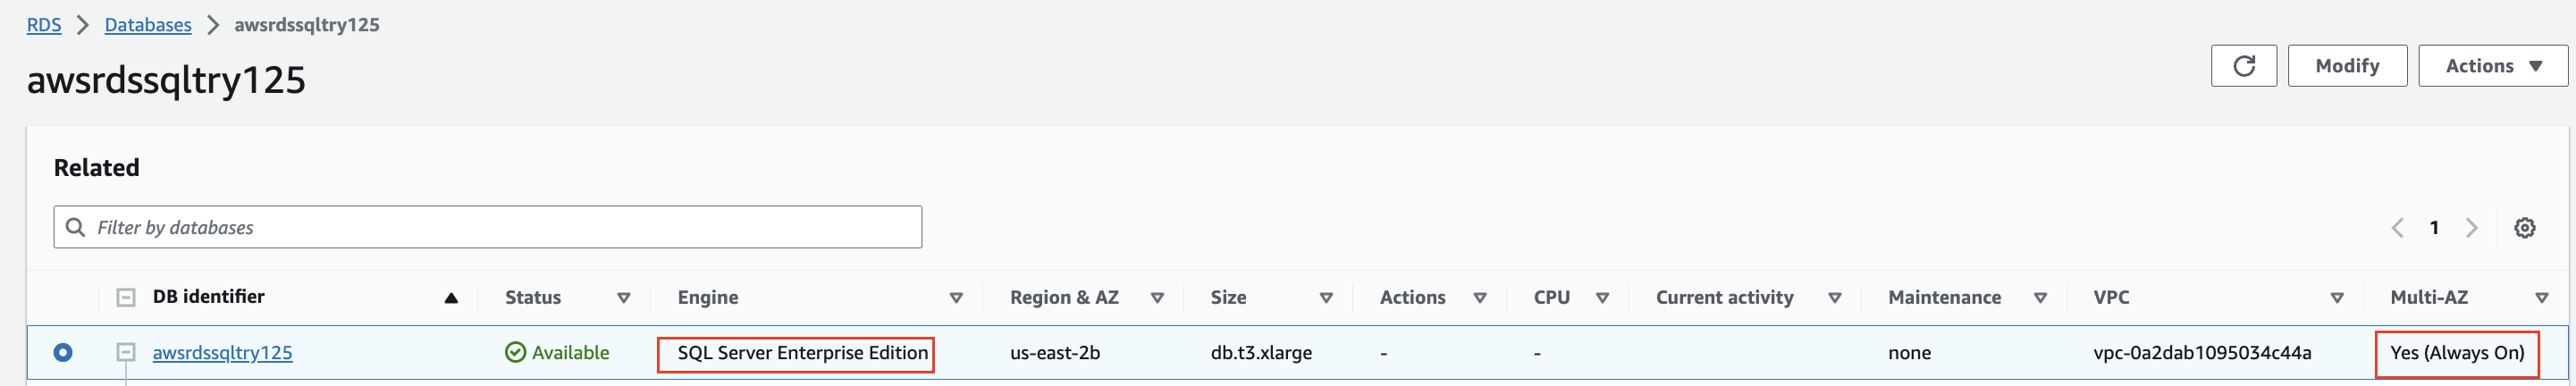 RDS > Databases > awsrdssqltry125
awsrdssqltry125
Modify
Actions
Related
Filter by databases
1
DB identifier Status Engine Region & AZ Size Actions CPU Current activity Maintenance VPC Multi-AZ
awsrdssqltry125 Available SQL Server Enterprise Edition us-east-2b db.t3.xlarge - - none vpc-0a2dab1095034c44a Yes (Always On)